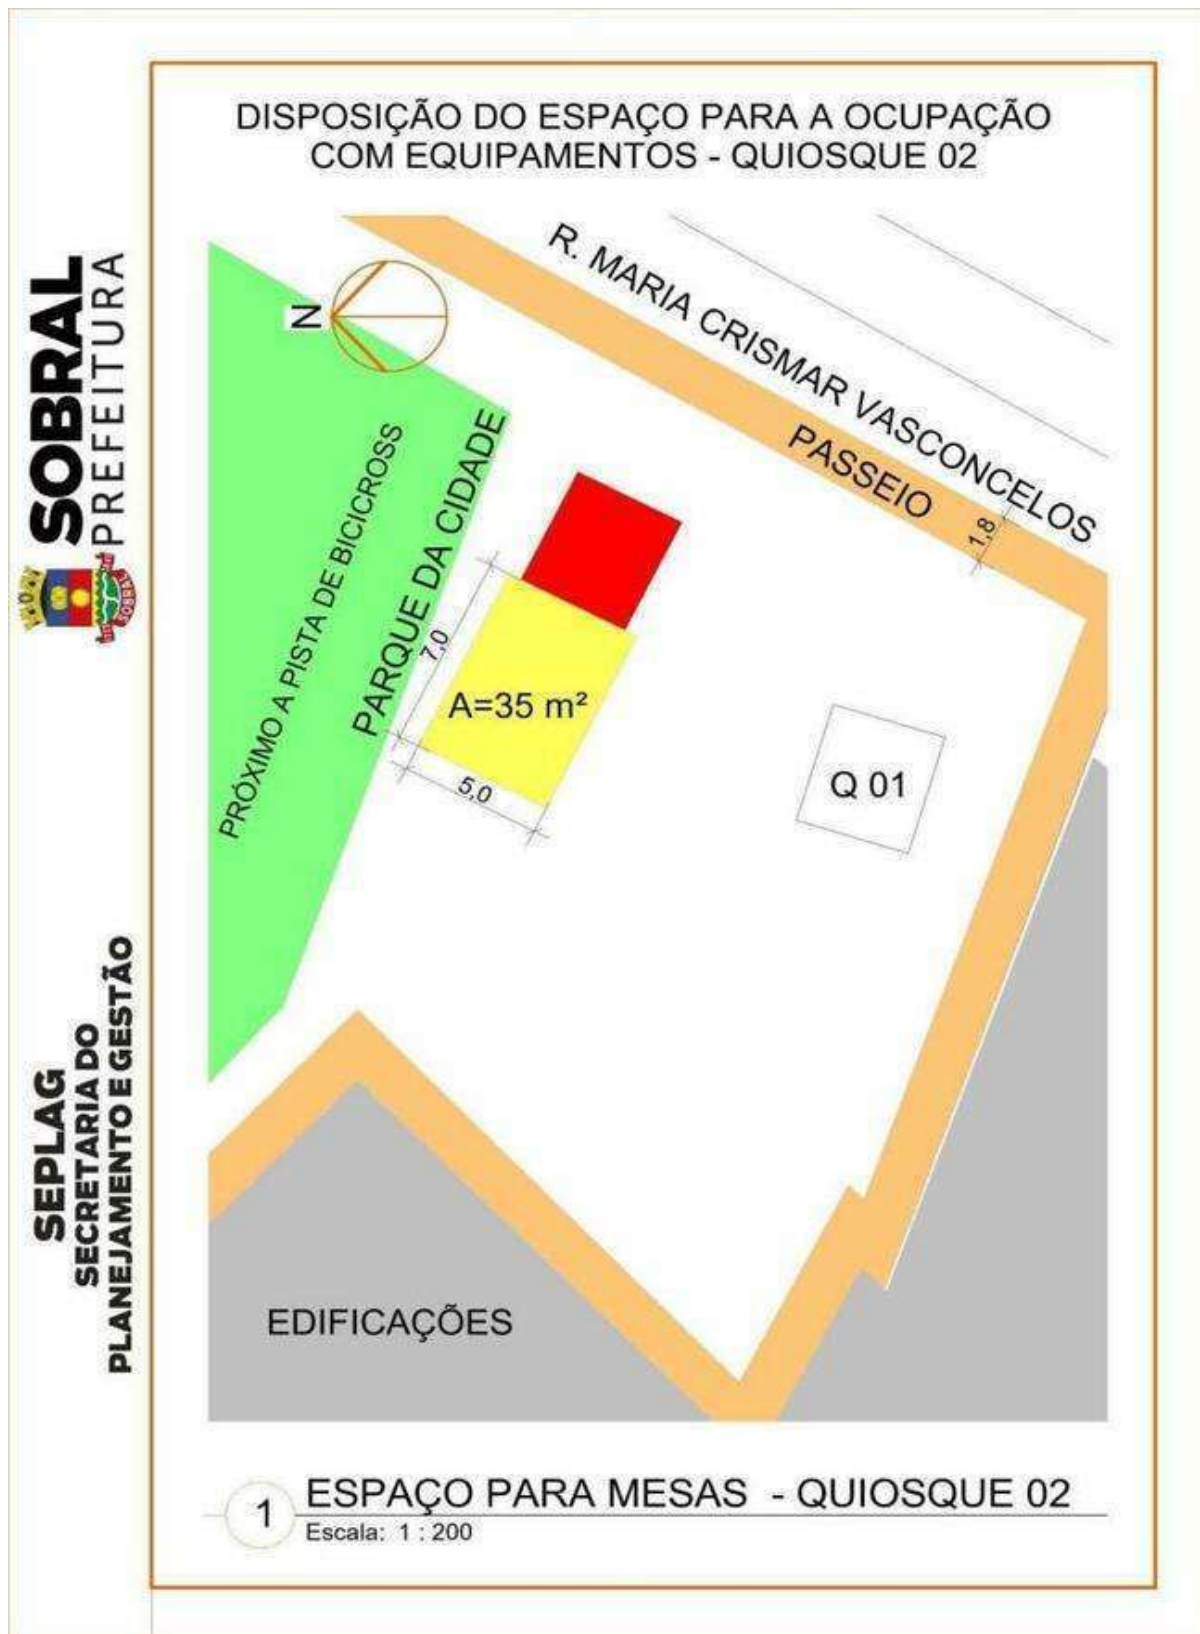 DISPOSIÇÃO DO ESPAÇO PARA A OCUPAÇÃO
COM EQUIPAMENTOS - QUIOSQUE 02
SOBRAL
PREFEITURA
SOBRAL
SEPLAG
SECRETARIA DO
PLANEJAMENTO E GESTÃO
N
R. MARIA CRISMAR VASCONCELOS
PASSEIO
1,8
PRÓXIMO A PISTA DE BICICROSS
PARQUE DA CIDADE
7,0
A=35 m²
5,0
Q 01
EDIFICAÇÕES
1
ESPAÇO PARA MESAS - QUIOSQUE 02
Escala: 1 : 200